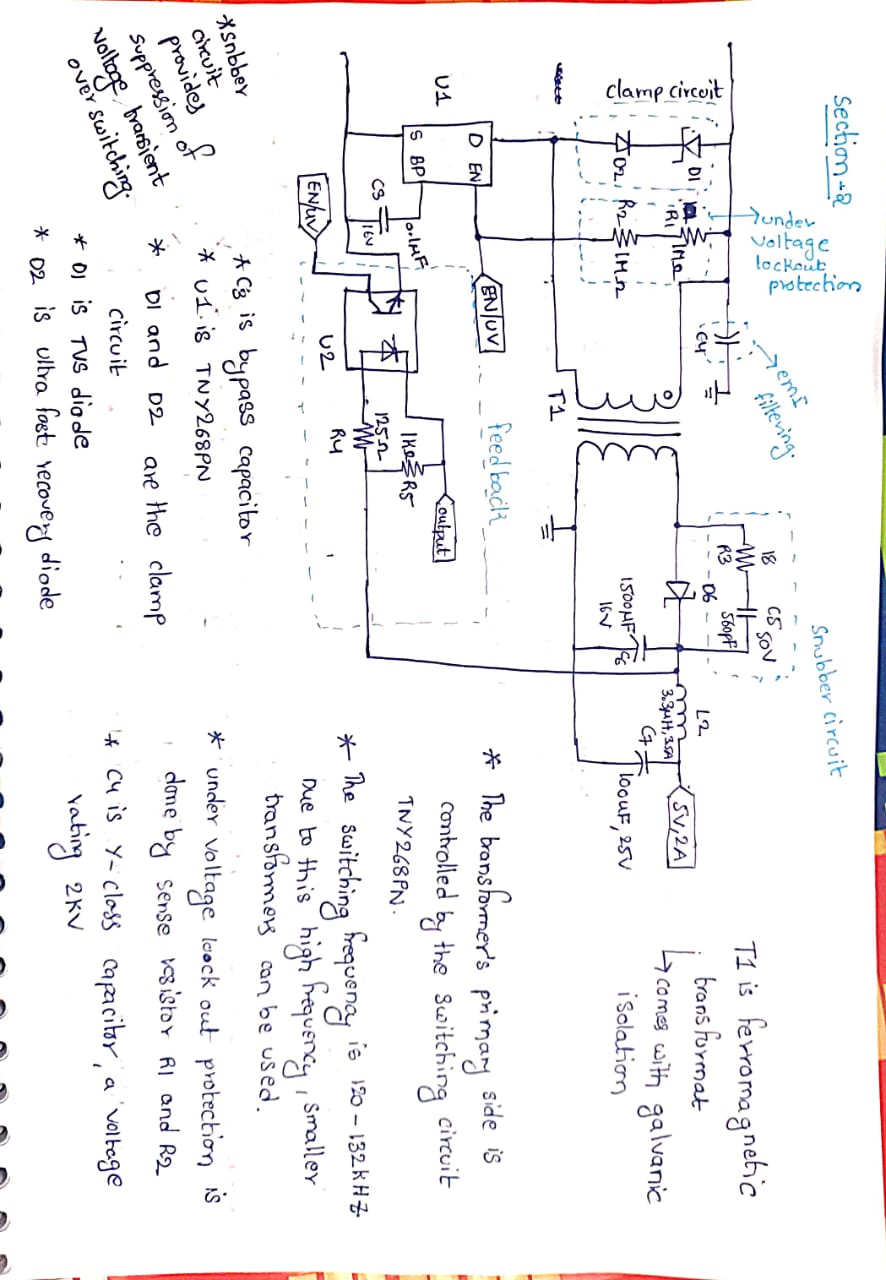 Section-2
clamp circuit
D1
D2
→under
voltage
lockout
protection
R1
1MΩ
R2
1MΩ
C4
→emI
filtering.
T1
U1
D EN
S BP
EN/UV
C3
16V
0.1μF
EN/UV
U2
feedback
125Ω
R4
1KΩ
R5
output
Snubber circuit
18
R3
C5
50V
560pF
D6
1500μF
16V
C6
L2
3.3μH, 3.5A
C7
100uF, 25V
5V, 2A
T1 is ferromagnetic
transformat
↳ comes with galvanic
isolation
*snbber
circuit
provides
suppression of
voltage transient
over switching.
* C3 is bypass capacitor
* U1 is TNY268PN
* D1 and D2 are the clamp
circuit
* D1 is TVS diode
* D2 is ultra fast recovery diode
* The transformer's primary side is
controlled by the switching circuit
TNY268PN.
* The switching frequency is 120-132KHZ
Due to this high frequency, smaller
transformers can be used.
* under voltage loock out protection is
done by sense resistor R1 and R2
* C4 is Y-class capacitor, a voltage
rating 2KV